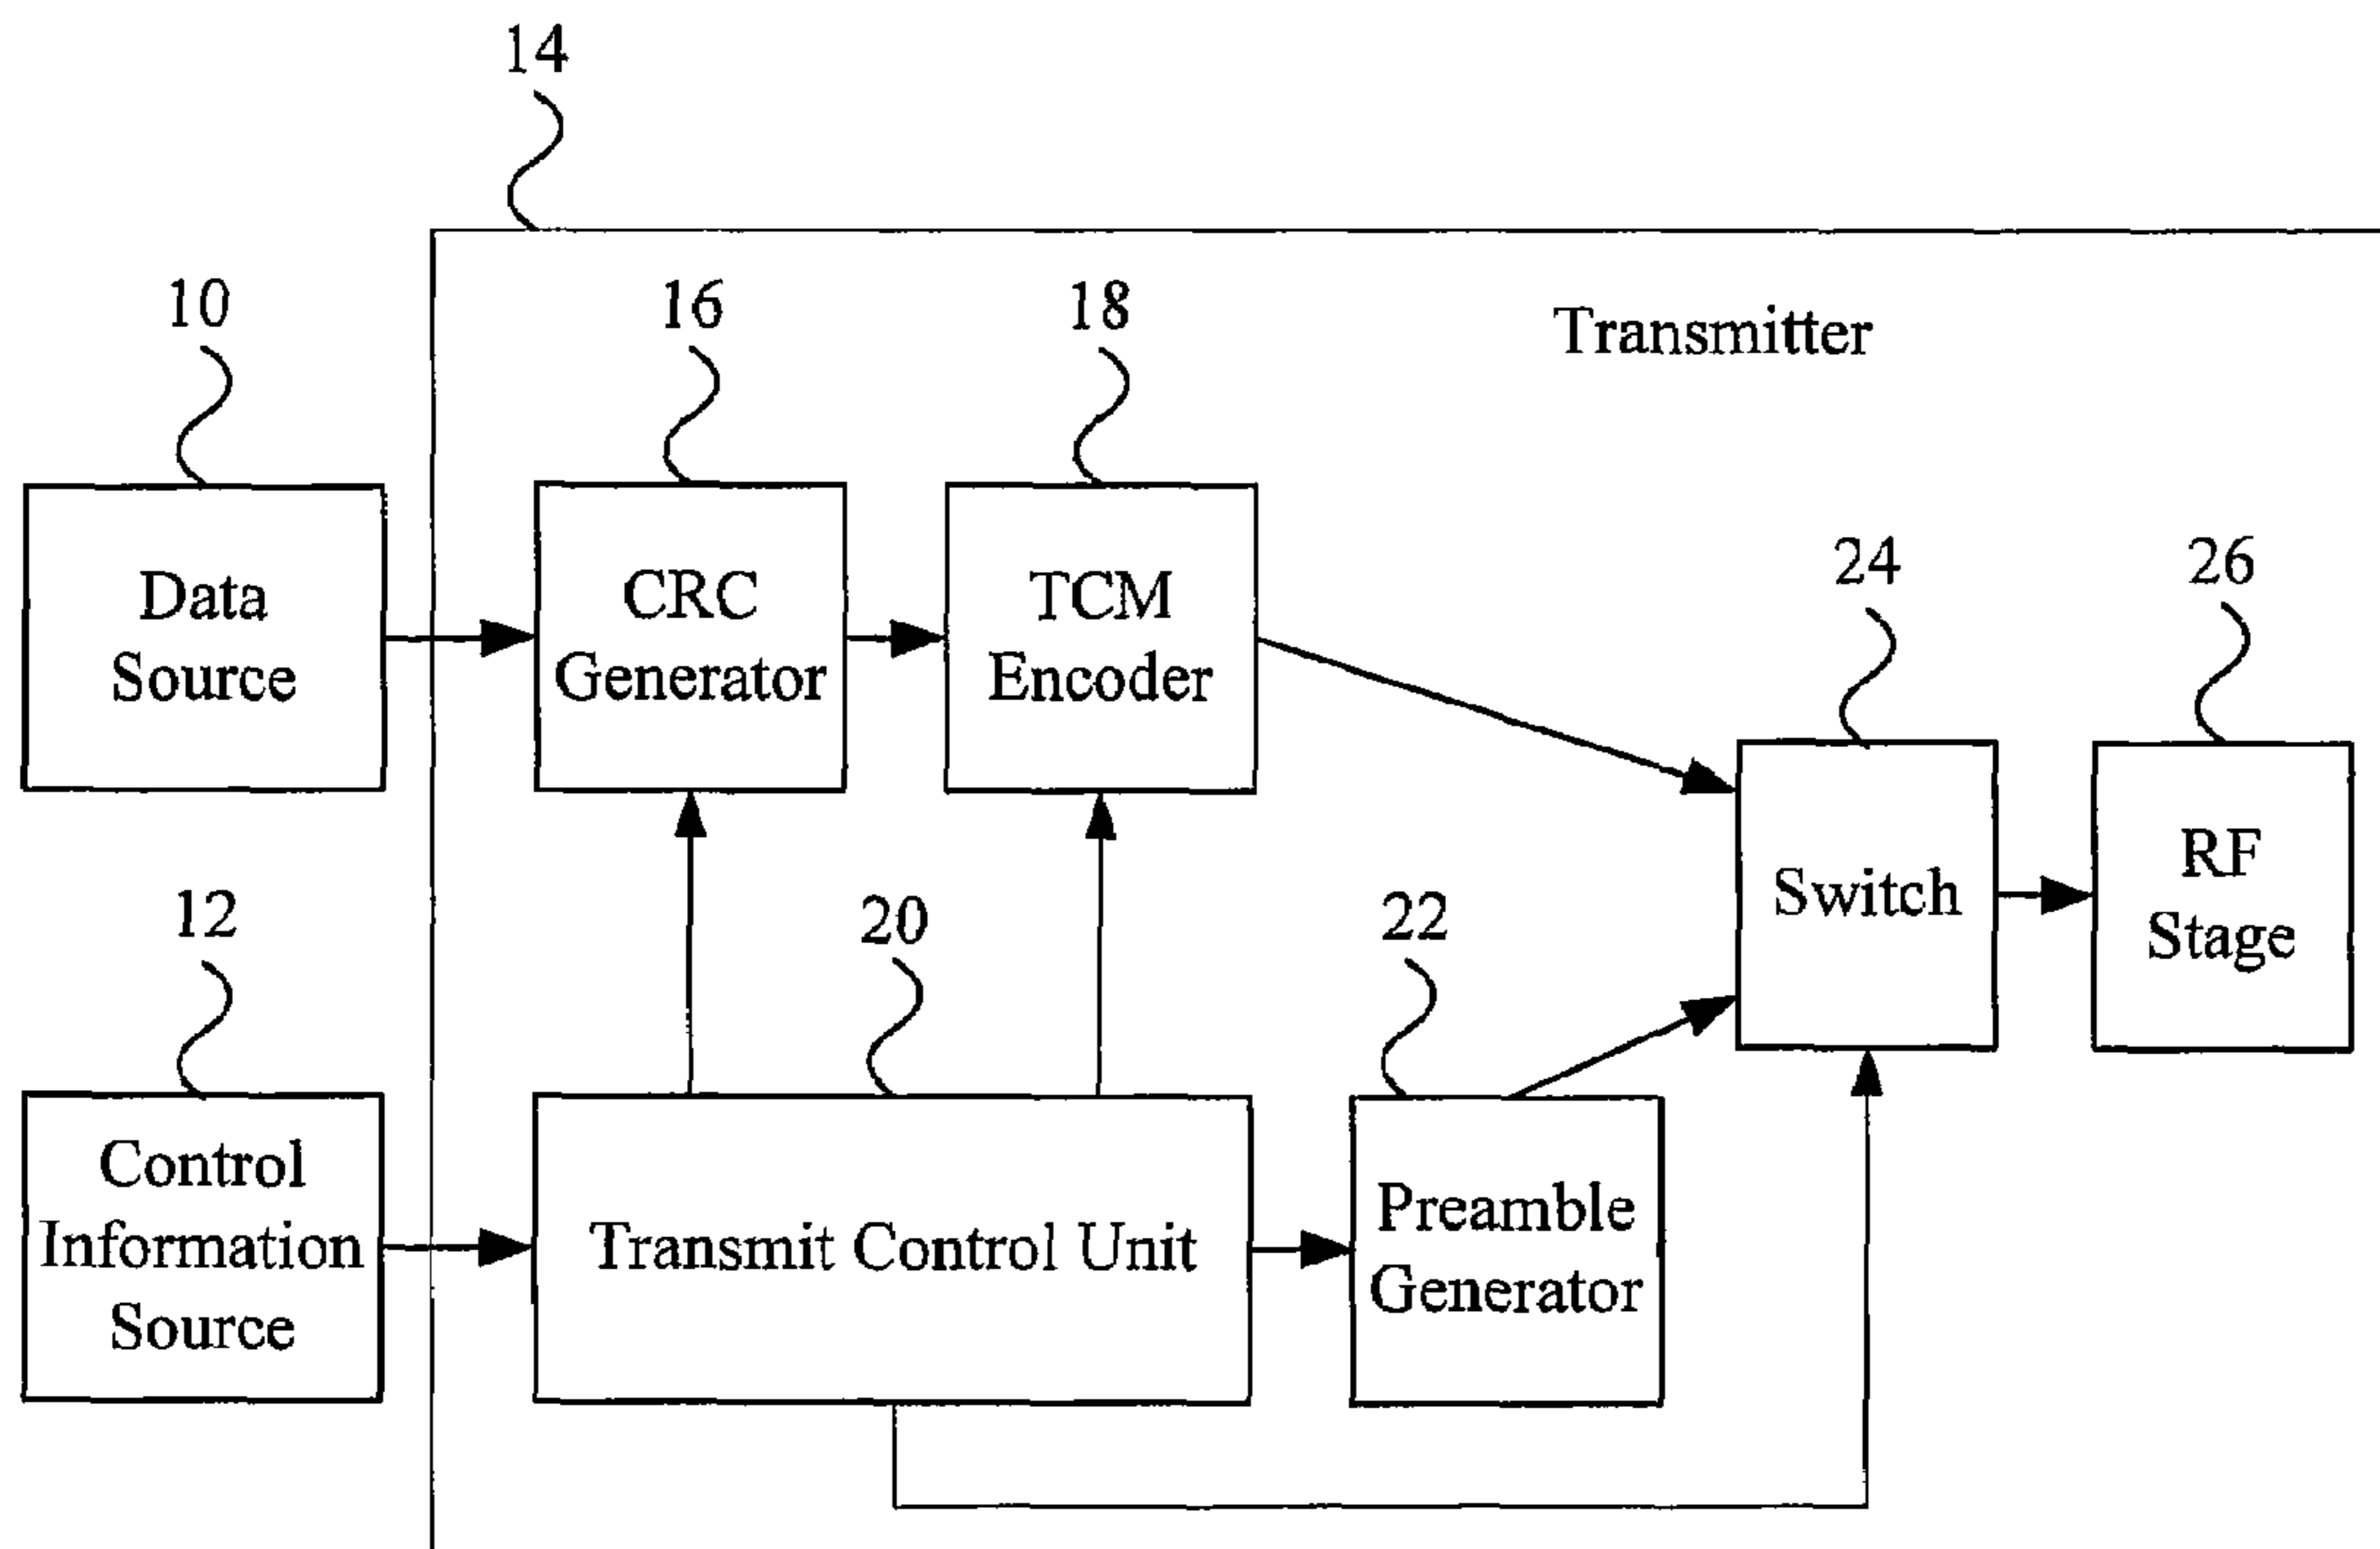 14
Transmitter
10
16
18
24
26
Data
Source
CRC
Generator
TCM
Encoder
Switch
RF
Stage
12
20
22
Control
Information
Source
Transmit Control Unit
Preamble
Generator